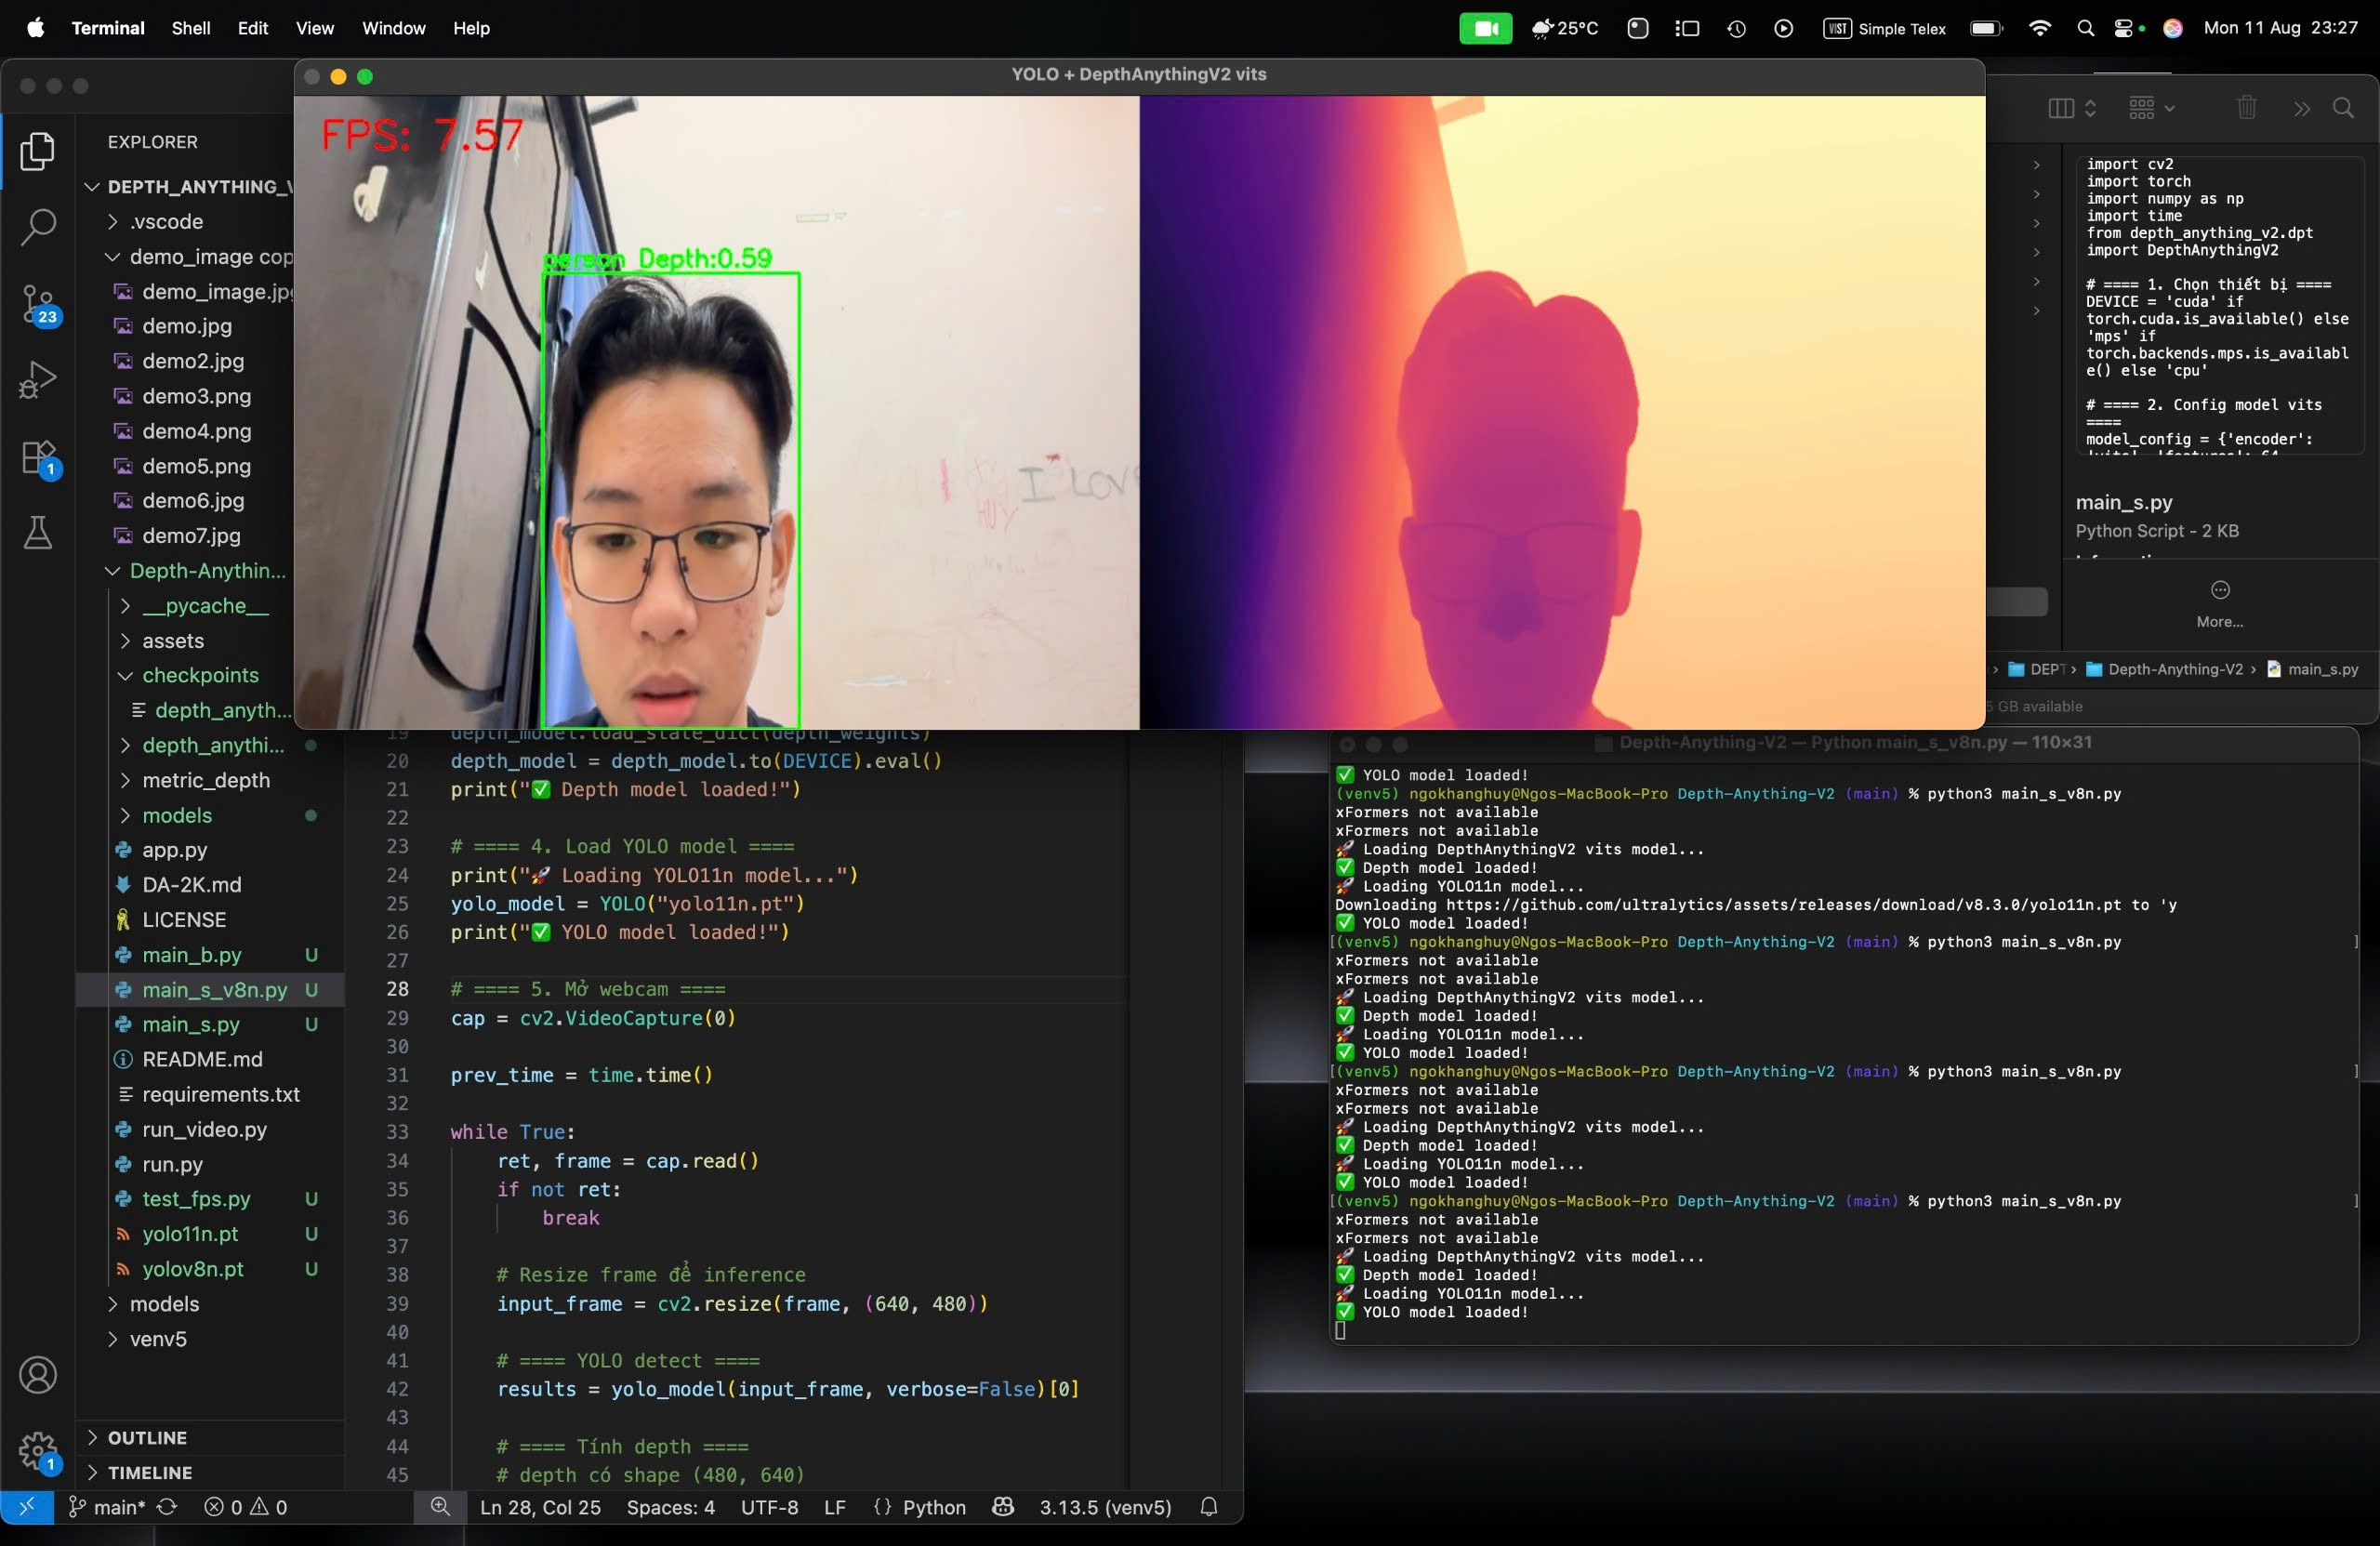 Terminal Shell Edit View Window Help
25°C
VIST Simple Telex
Mon 11 Aug 23:27
YOLO + DepthAnythingV2 vits
FPS: 7.57
person Depth:0.59
I LOV
HUY
EXPLORER
DEPTH_ANYTHING_V
.vscode
demo_image cop
demo_image.jp
demo.jpg
demo2.jpg
demo3.png
demo4.png
demo5.png
demo6.jpg
demo7.jpg
Depth-Anythin...
__pycache__
assets
checkpoints
depth_anyth...
depth_anythi...
metric_depth
models
app.py
DA-2K.md
LICENSE
main_b.py U
main_s_v8n.py U
main_s.py U
README.md
requirements.txt
run_video.py
run.py
test_fps.py U
yolo11n.pt U
yolov8n.pt U
models
venv5
OUTLINE
TIMELINE
23
1
1
19 depth_model.load_state_dict(depth_weights)
20 depth_model = depth_model.to(DEVICE).eval()
21 print("✅ Depth model loaded!")
22
23 # ==== 4. Load YOLO model ====
24 print("🚀 Loading YOLO11n model...")
25 yolo_model = YOLO("yolo11n.pt")
26 print("✅ YOLO model loaded!")
27
28 # ==== 5. Mở webcam ====
29 cap = cv2.VideoCapture(0)
30
31 prev_time = time.time()
32
33 while True:
34 ret, frame = cap.read()
35 if not ret:
36 break
37
38 # Resize frame để inference
39 input_frame = cv2.resize(frame, (640, 480))
40
41 # ==== YOLO detect ====
42 results = yolo_model(input_frame, verbose=False)[0]
43
44 # ==== Tính depth ====
45 # depth có shape (480, 640)
main* 0 0 Ln 28, Col 25 Spaces: 4 UTF-8 LF {} Python 3.13.5 (venv5)
import cv2
import torch
import numpy as np
import time
from depth_anything_v2.dpt
import DepthAnythingV2
# ==== 1. Chọn thiết bị ====
DEVICE = 'cuda' if
torch.cuda.is_available() else
'mps' if
torch.backends.mps.is_availabl
e() else 'cpu'
# ==== 2. Config model vits
====
model_config = {'encoder':
'vits', 'features': 64
main_s.py
Python Script - 2 KB
More...
DEPT › Depth-Anything-V2 › main_s.py
5 GB available
Depth-Anything-V2 — Python main_s_v8n.py — 110×31
✅ YOLO model loaded!
(venv5) ngokhanghuy@Ngos-MacBook-Pro Depth-Anything-V2 (main) % python3 main_s_v8n.py
xFormers not available
xFormers not available
🚀 Loading DepthAnythingV2 vits model...
✅ Depth model loaded!
🚀 Loading YOLO11n model...
Downloading https://github.com/ultralytics/assets/releases/download/v8.3.0/yolo11n.pt to 'y
✅ YOLO model loaded!
[(venv5) ngokhanghuy@Ngos-MacBook-Pro Depth-Anything-V2 (main) % python3 main_s_v8n.py ]
xFormers not available
xFormers not available
🚀 Loading DepthAnythingV2 vits model...
✅ Depth model loaded!
🚀 Loading YOLO11n model...
✅ YOLO model loaded!
[(venv5) ngokhanghuy@Ngos-MacBook-Pro Depth-Anything-V2 (main) % python3 main_s_v8n.py ]
xFormers not available
xFormers not available
🚀 Loading DepthAnythingV2 vits model...
✅ Depth model loaded!
🚀 Loading YOLO11n model...
✅ YOLO model loaded!
[(venv5) ngokhanghuy@Ngos-MacBook-Pro Depth-Anything-V2 (main) % python3 main_s_v8n.py ]
xFormers not available
xFormers not available
🚀 Loading DepthAnythingV2 vits model...
✅ Depth model loaded!
🚀 Loading YOLO11n model...
✅ YOLO model loaded!